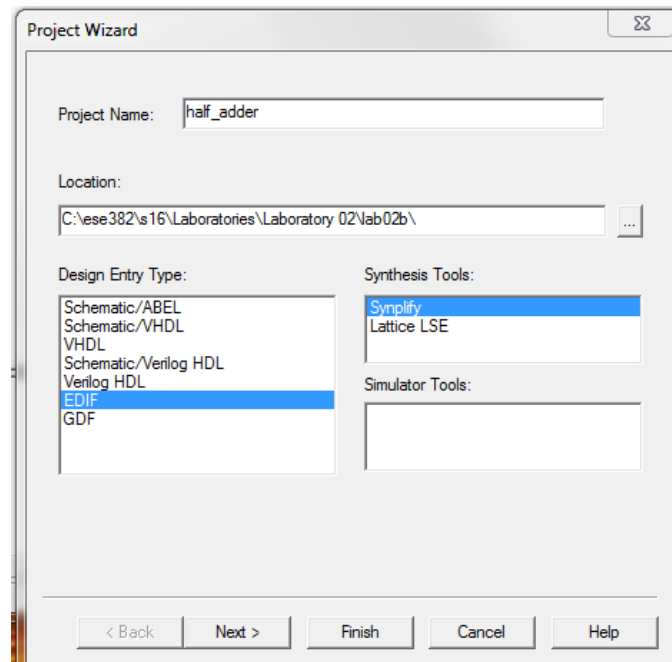 Project Wizard
Project Name: half_adder
Location:
C:\ese382\s16\Laboratories\Laboratory 02\lab02b\
...
Design Entry Type:
Schematic/ABEL
Schematic/VHDL
VHDL
Schematic/Verilog HDL
Verilog HDL
EDIF
GDF
Synthesis Tools:
Synplify
Lattice LSE
Simulator Tools:
< Back Next > Finish Cancel Help